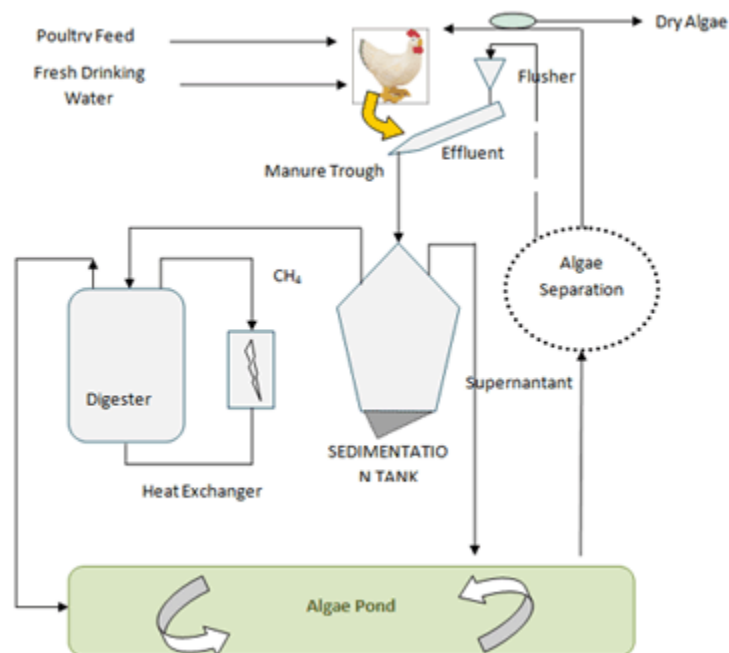 Poultry Feed
Dry Algae
Fresh Drinking
Water
Flusher
Effluent
Manure Trough
Algae
Separation
CH₄
Digester
Supernantant
SEDIMENTATIO
N TANK
Heat Exchanger
Algae Pond